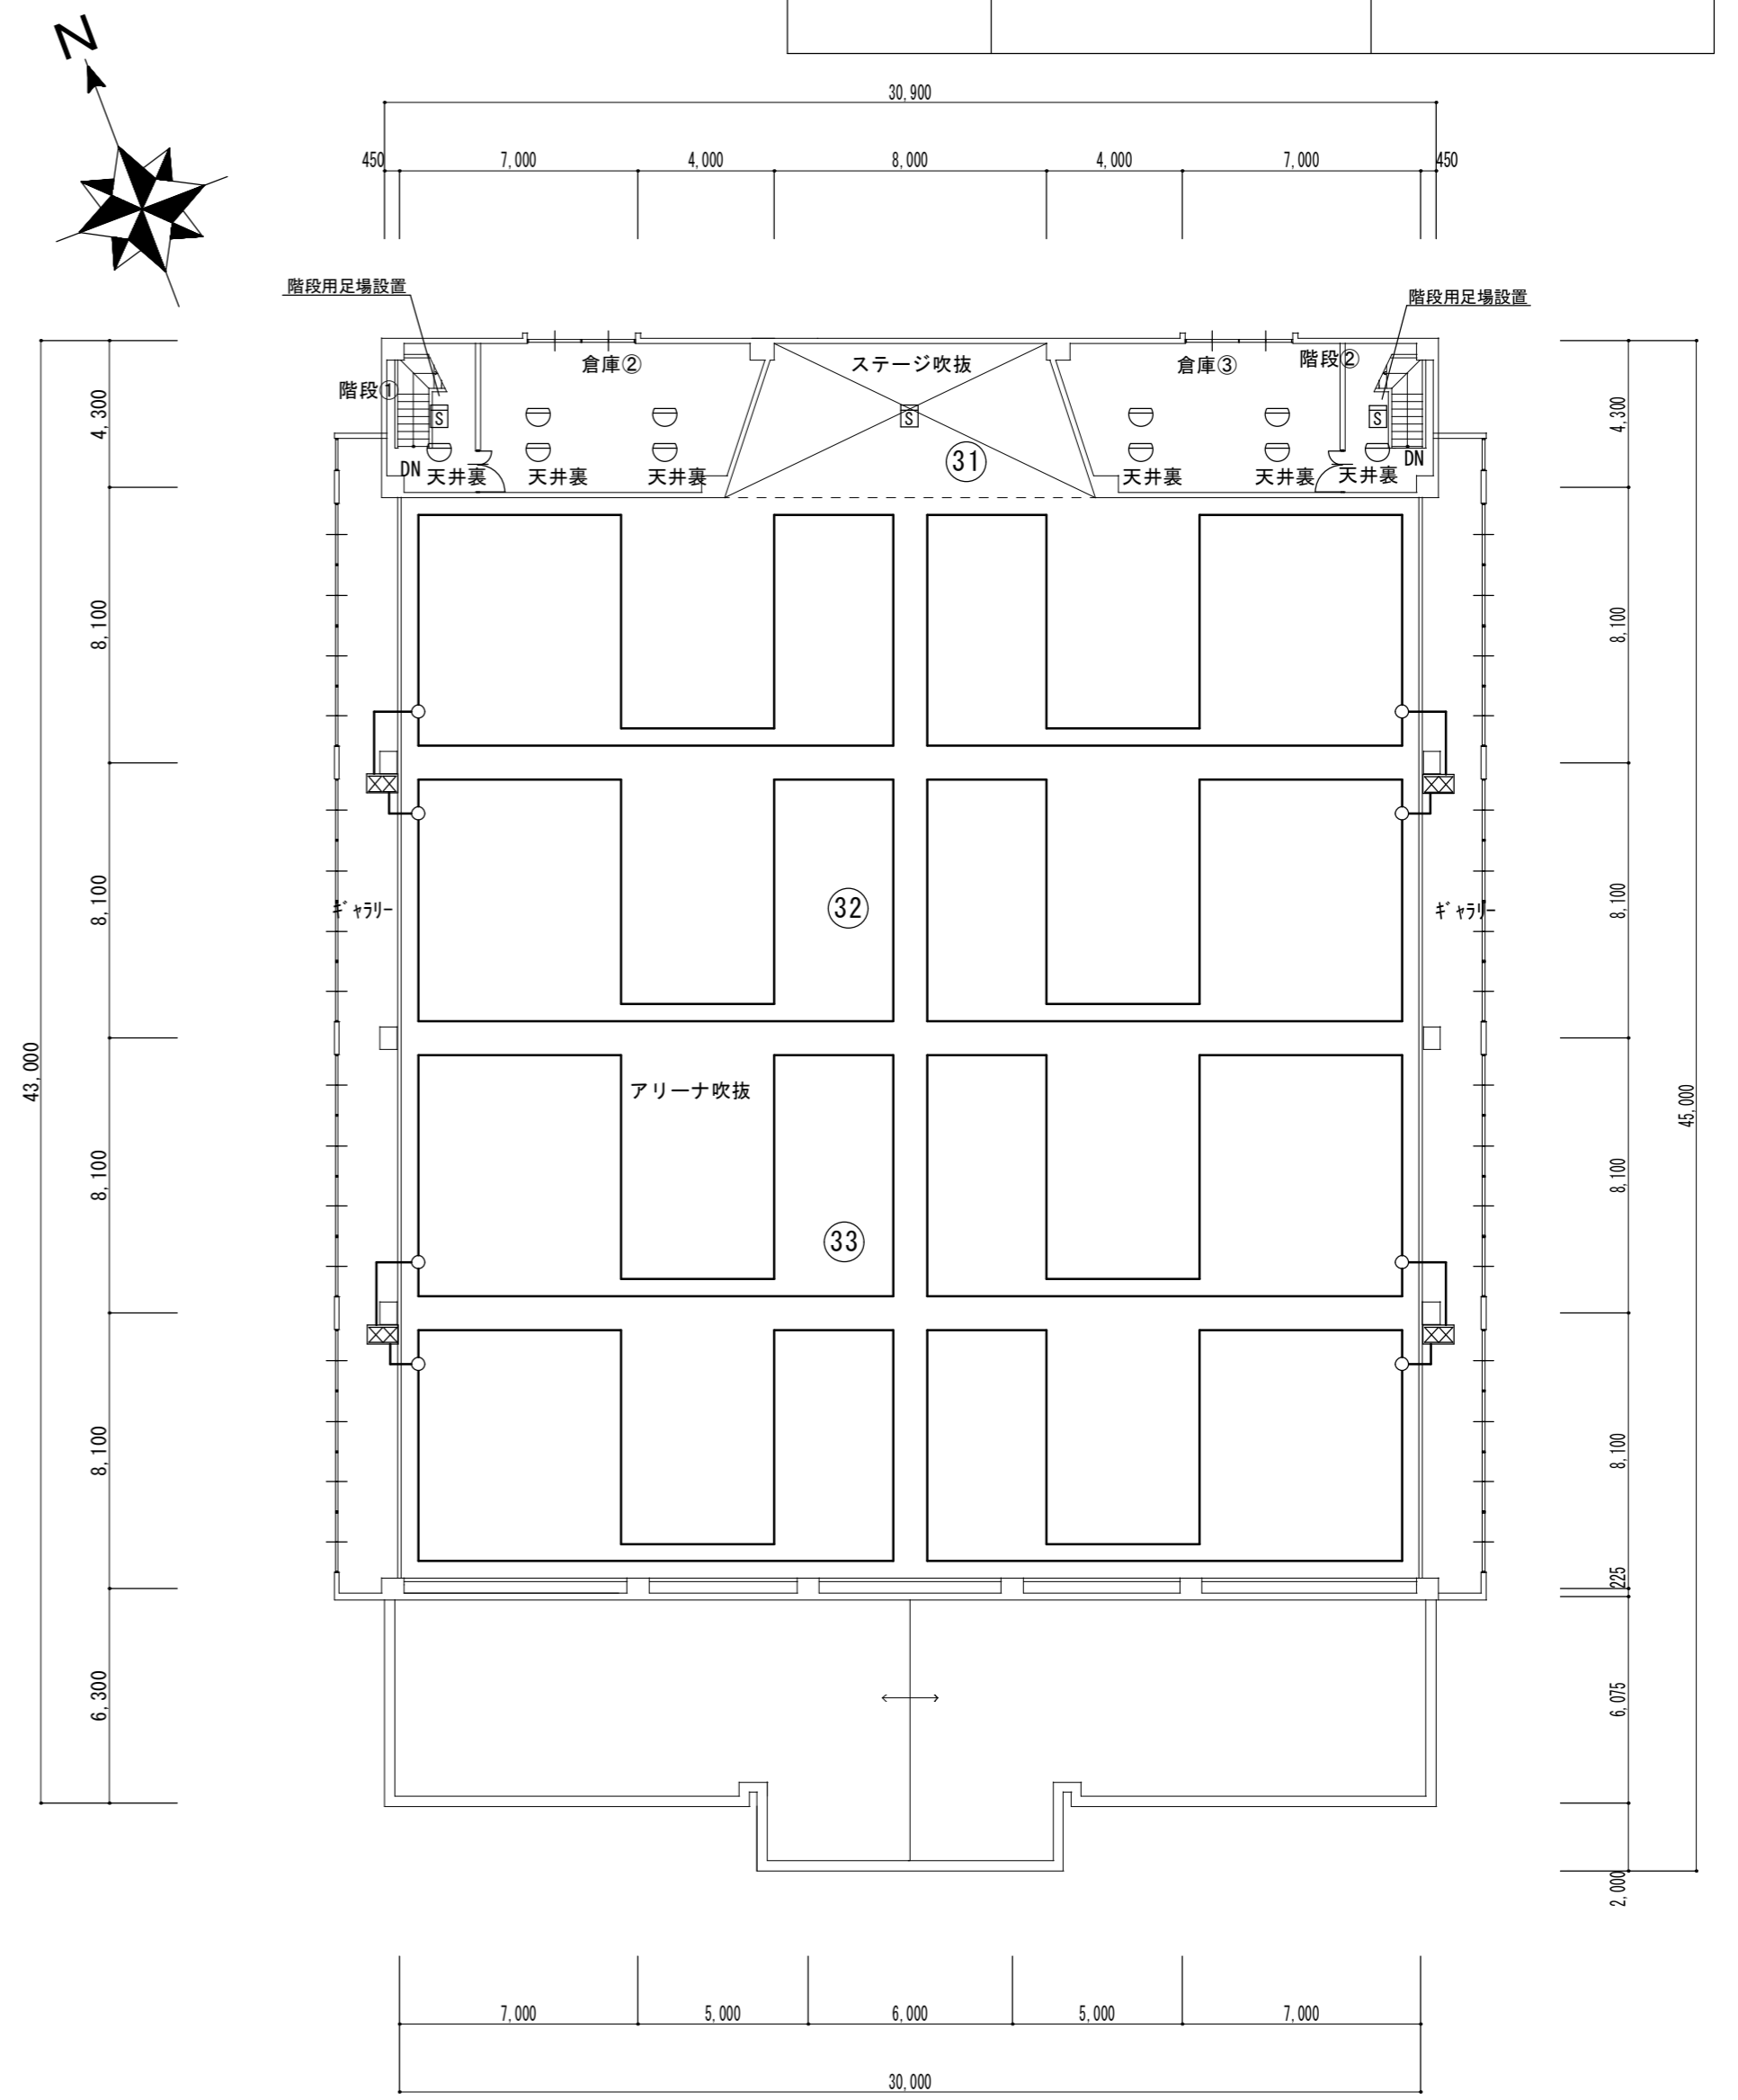 N
30,900
450
7,000
4,000
8,000
4,000
7,000
450
階段用足場設置
階段用足場設置
倉庫②
ステージ吹抜
倉庫③
階段②
階段①
S
S
S
31
DN
天井裏
天井裏
天井裏
天井裏
天井裏
天井裏
DN
4,300
8,100
8,100
8,100
8,100
6,300
43,000
4,300
8,100
8,100
8,100
8,100
225
6,075
2,000
45,000
ギャラリー
32
ギャラリー
アリーナ吹抜
33
7,000
5,000
6,000
5,000
7,000
30,000